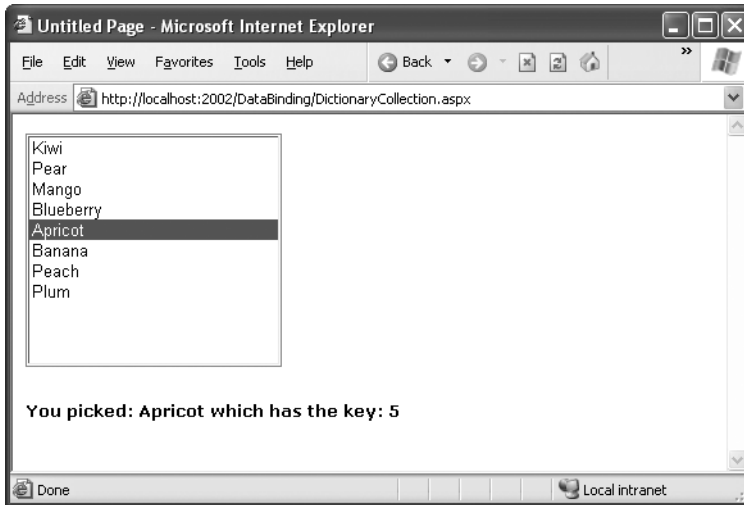 Untitled Page - Microsoft Internet Explorer
File Edit View Favorites Tools Help Back »
Address http://localhost:2002/DataBinding/DictionaryCollection.aspx
Kiwi
Pear
Mango
Blueberry
Apricot
Banana
Peach
Plum
You picked: Apricot which has the key: 5
Done Local intranet